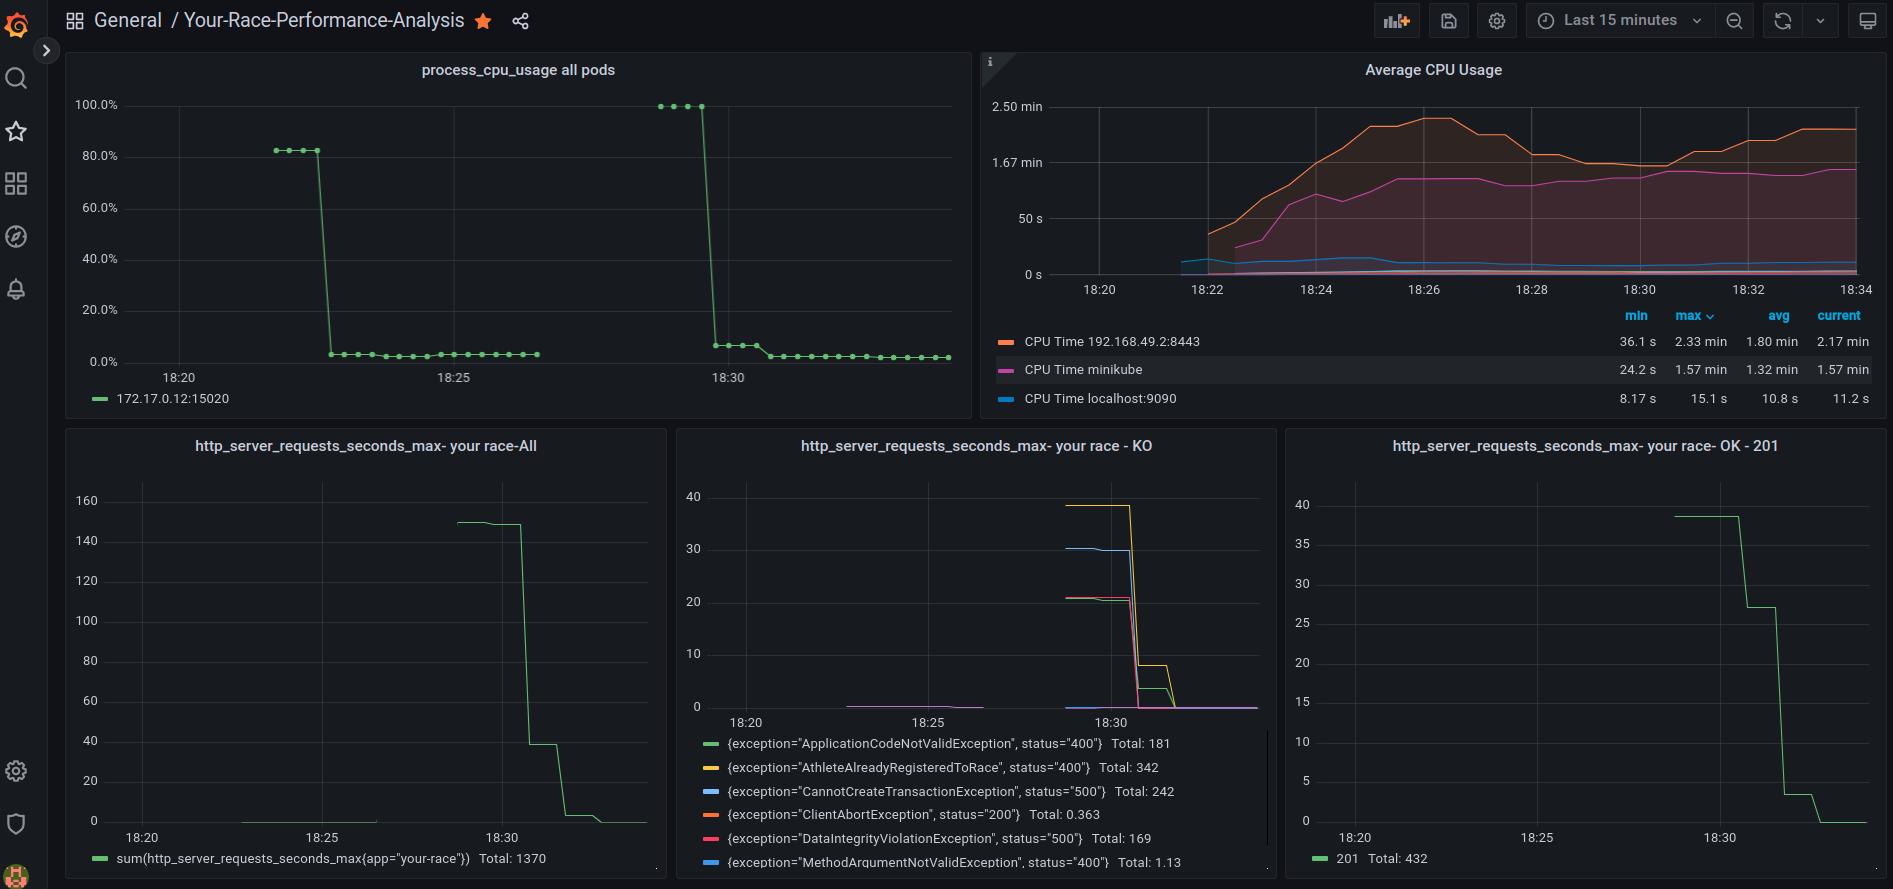 General / Your-Race-Performance-Analysis
Last 15 minutes
process_cpu_usage all pods
100.0%
80.0%
60.0%
40.0%
20.0%
0.0%
18:20 18:25 18:30
172.17.0.12:15020
i
Average CPU Usage
2.50 min
1.67 min
50 s
0 s
18:20 18:22 18:24 18:26 18:28 18:30 18:32 18:34
min max avg current
CPU Time 192.168.49.2:8443 36.1 s 2.33 min 1.80 min 2.17 min
CPU Time minikube 24.2 s 1.57 min 1.32 min 1.57 min
CPU Time localhost:9090 8.17 s 15.1 s 10.8 s 11.2 s
http_server_requests_seconds_max- your race-All
160
140
120
100
80
60
40
20
0
18:20 18:25 18:30
sum(http_server_requests_seconds_max{app="your-race"}) Total: 1370
http_server_requests_seconds_max- your race - KO
40
30
20
10
0
18:20 18:25 18:30
{exception="ApplicationCodeNotValidException", status="400"} Total: 181
{exception="AthleteAlreadyRegisteredToRace", status="400"} Total: 342
{exception="CannotCreateTransactionException", status="500"} Total: 242
{exception="ClientAbortException", status="200"} Total: 0.363
{exception="DataIntegrityViolationException", status="500"} Total: 169
{exception="MethodArgumentNotValidException", status="400"} Total: 1.13
http_server_requests_seconds_max- your race- OK - 201
40
35
30
25
20
15
10
5
0
18:20 18:25 18:30
201 Total: 432